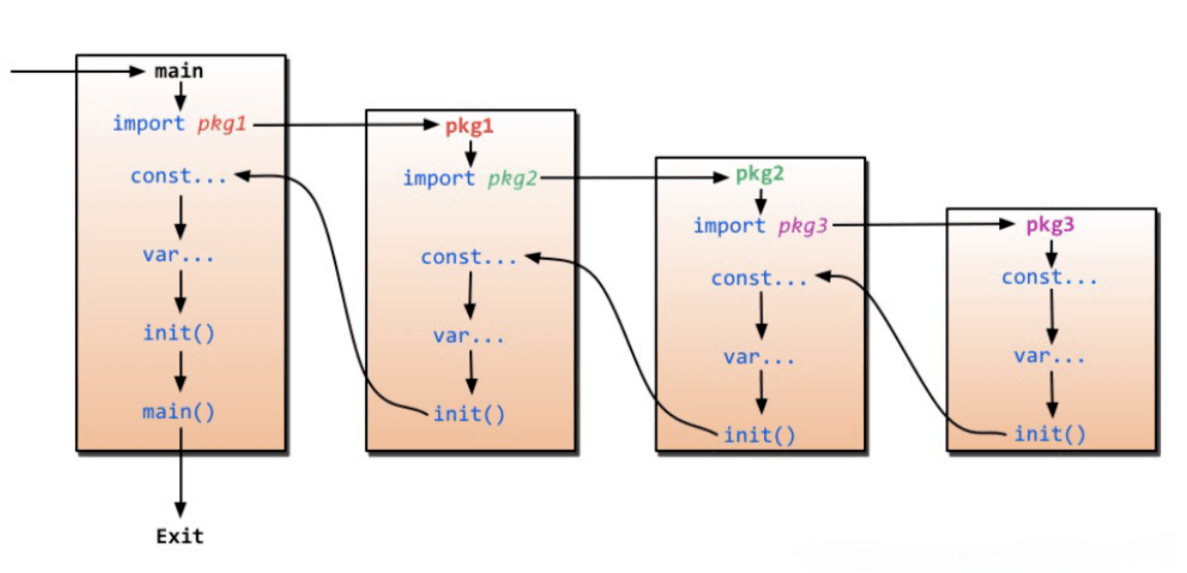 main
import pkg1
const...
var...
init()
main()
Exit
pkg1
import pkg2
const...
var...
init()
pkg2
import pkg3
const...
var...
init()
pkg3
const...
var...
init()